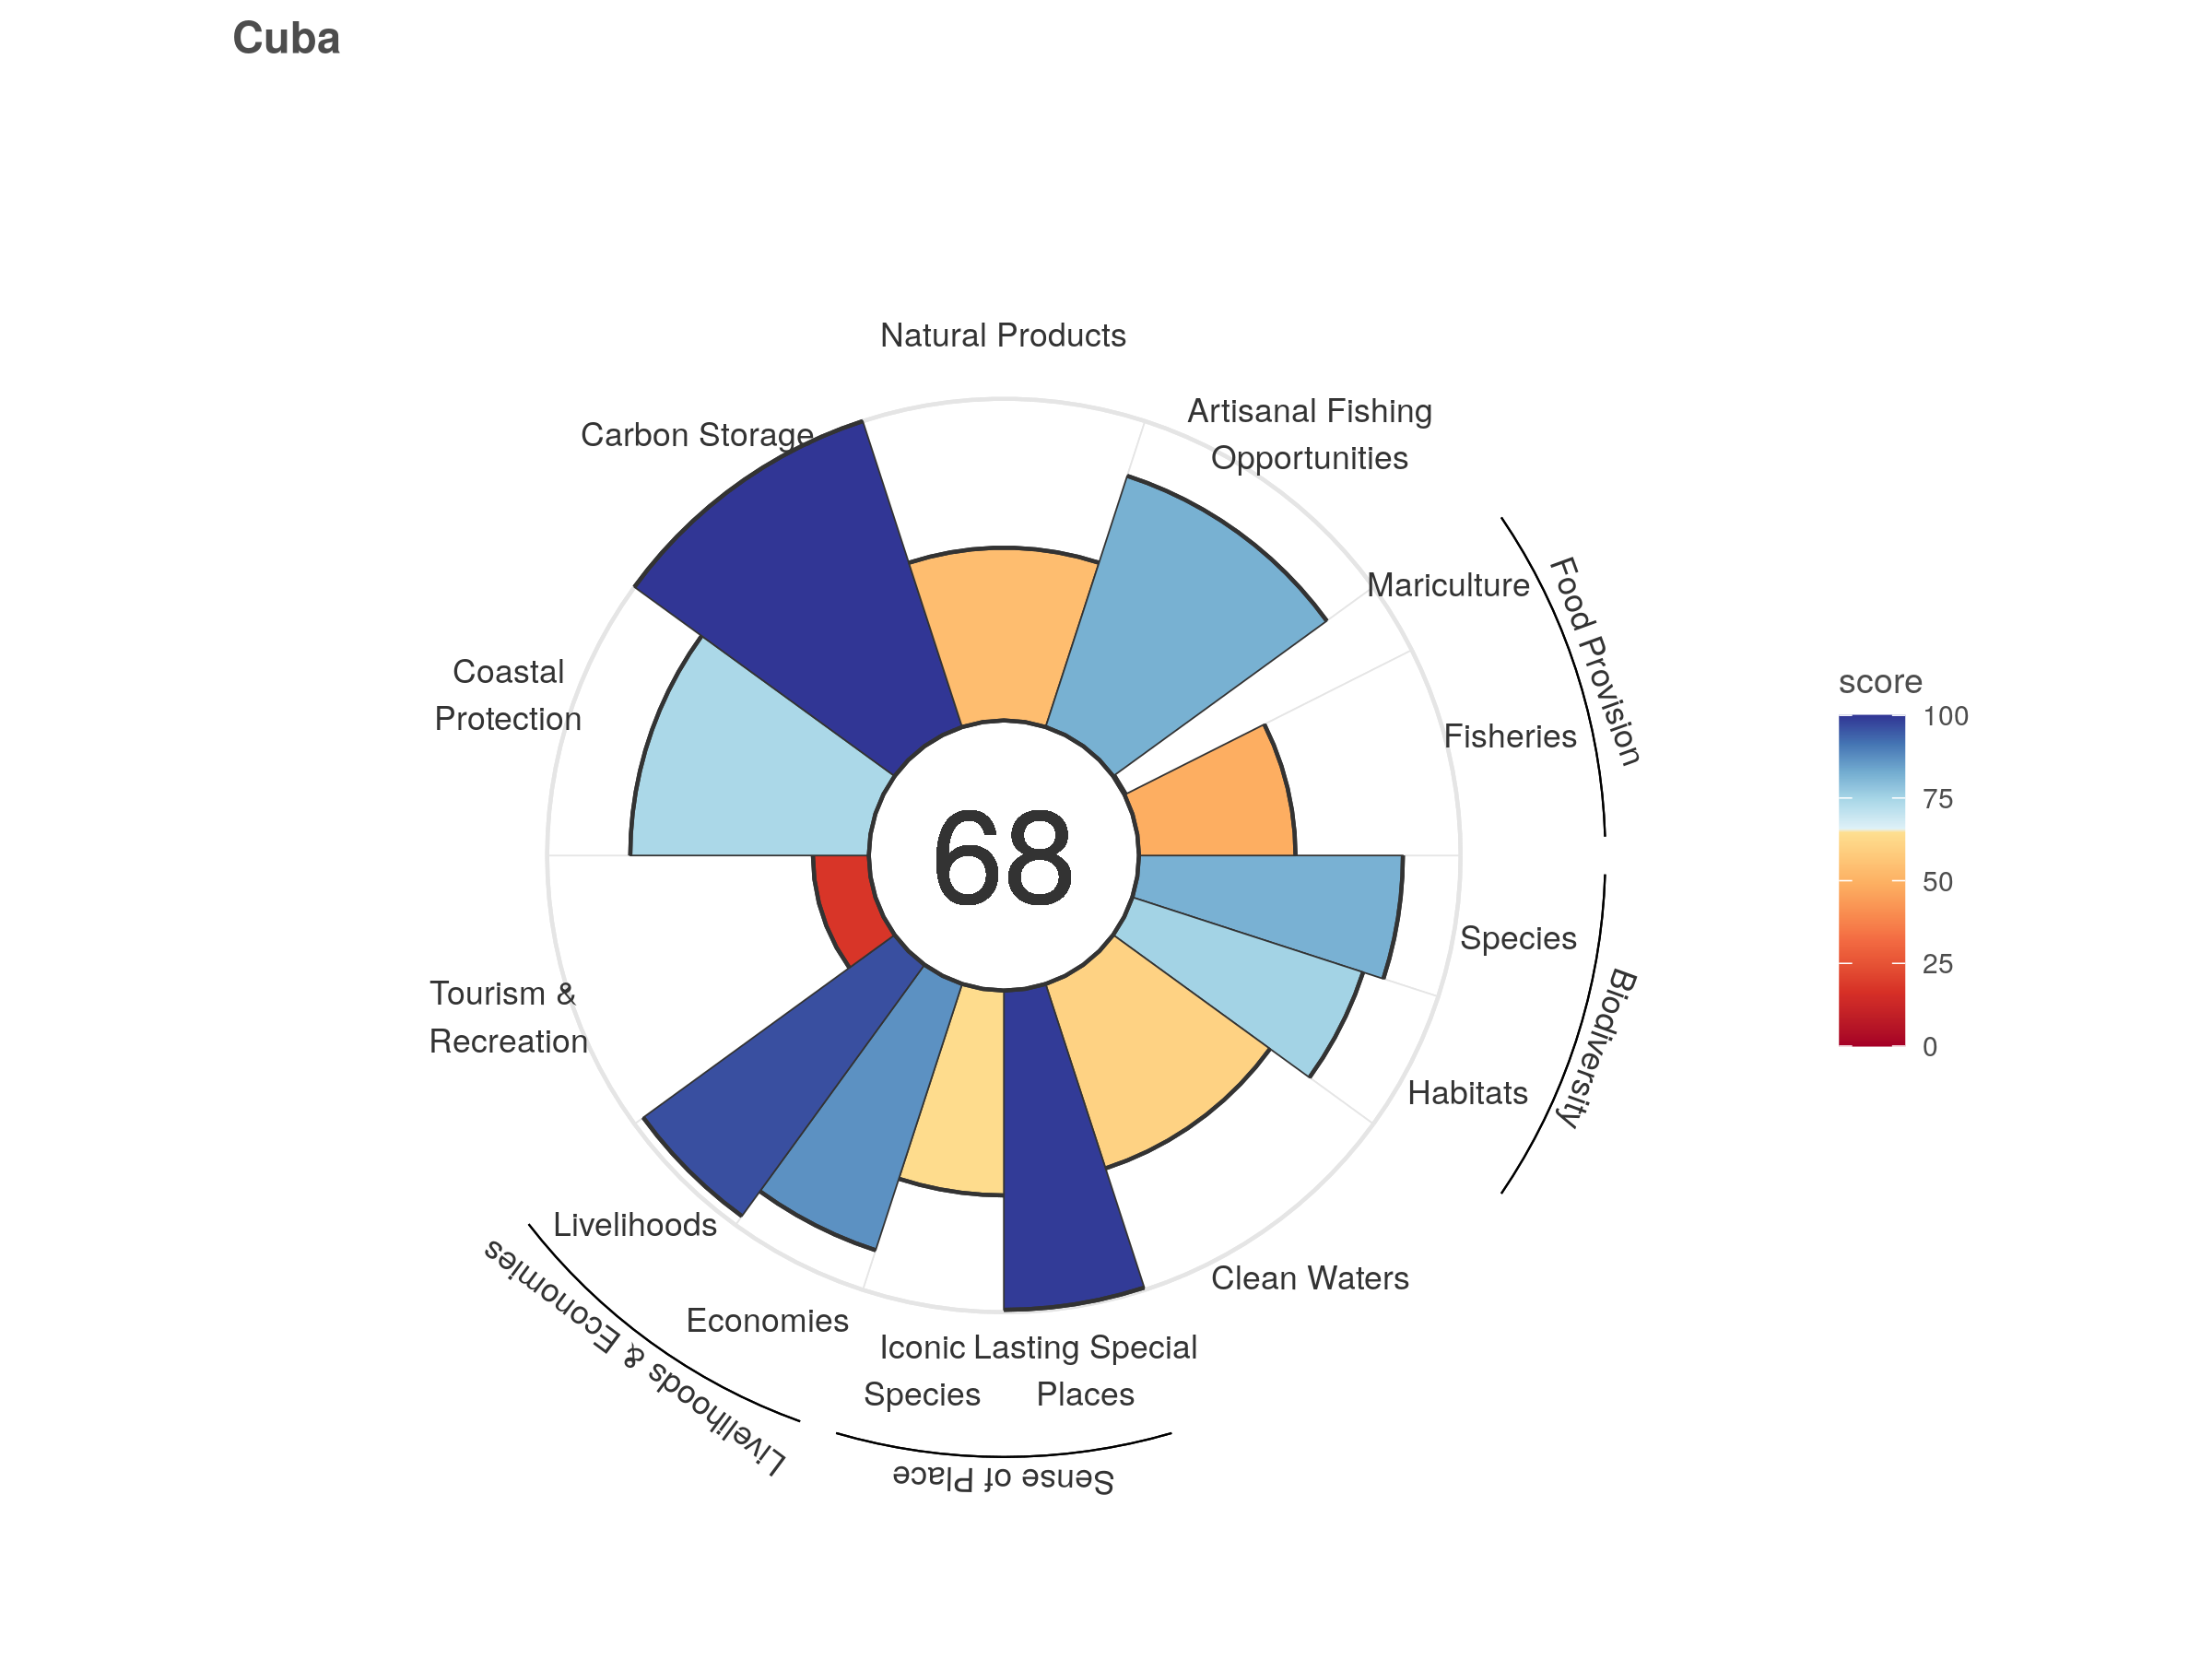 Cuba
Natural Products
Artisanal Fishing
Opportunities
Carbon Storage
Mariculture
Food Provision
Fisheries
Coastal
Protection
68
Species
Biodiversity
Habitats
Tourism &
Recreation
Livelihoods
Clean Waters
Economies
Livelihoods & Economies
Iconic
Species
Lasting Special
Places
Sense of Place
score
100
75
50
25
0